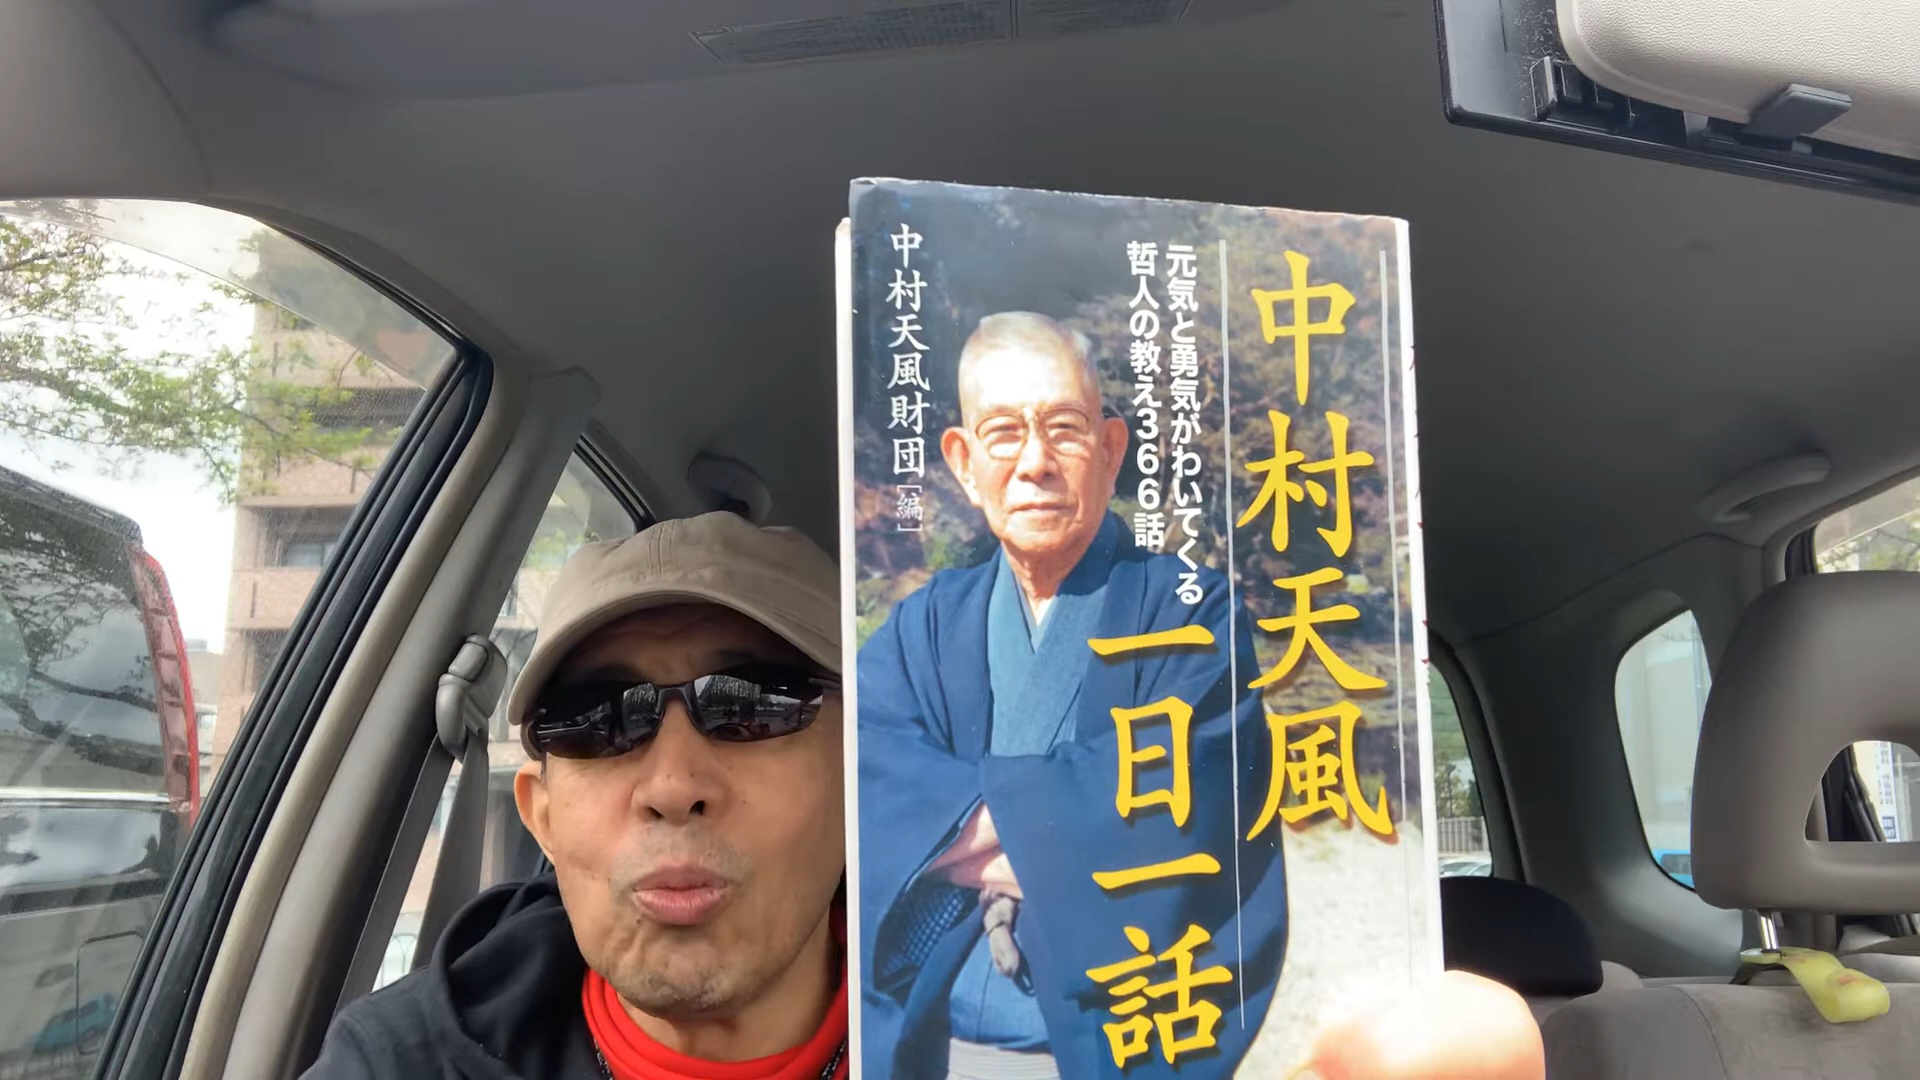 中村天風
一日一話
元気と勇気がわいてくる
哲人の教え366話
中村天風財団[編]